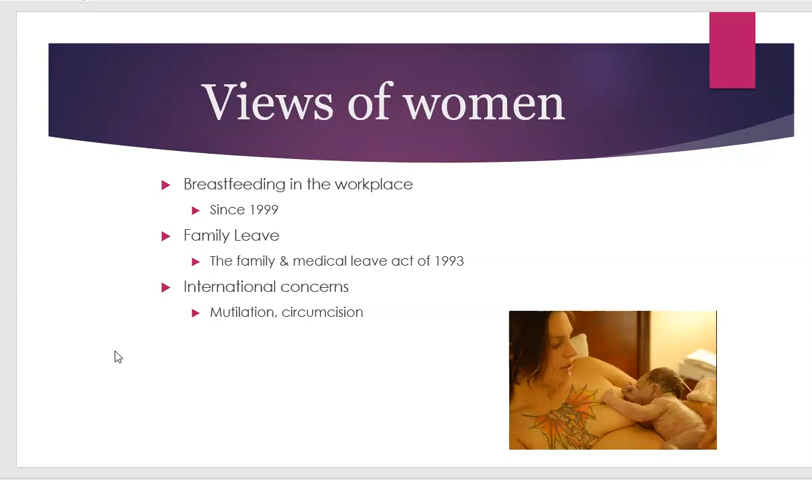 Views of women
Breastfeeding in the workplace
Since 1999
Family Leave
The family & medical leave act of 1993
International concerns
Mutilation, circumcision